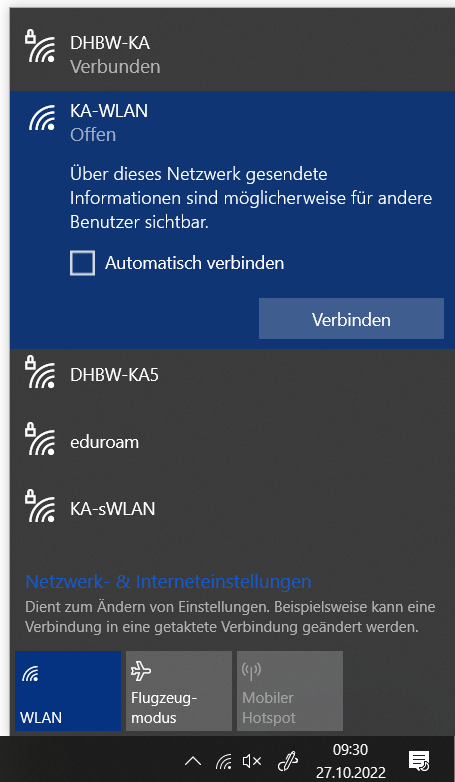 DHBW-KA
Verbunden
KA-WLAN
Offen
Über dieses Netzwerk gesendete
Informationen sind möglicherweise für andere
Benutzer sichtbar.
Automatisch verbinden
Verbinden
DHBW-KA5
eduroam
KA-sWLAN
Netzwerk- & Interneteinstellungen
Dient zum Ändern von Einstellungen. Beispielsweise kann eine
Verbindung in eine getaktete Verbindung geändert werden.
WLAN
Flugzeug-
modus
Mobiler
Hotspot
09:30
27.10.2022